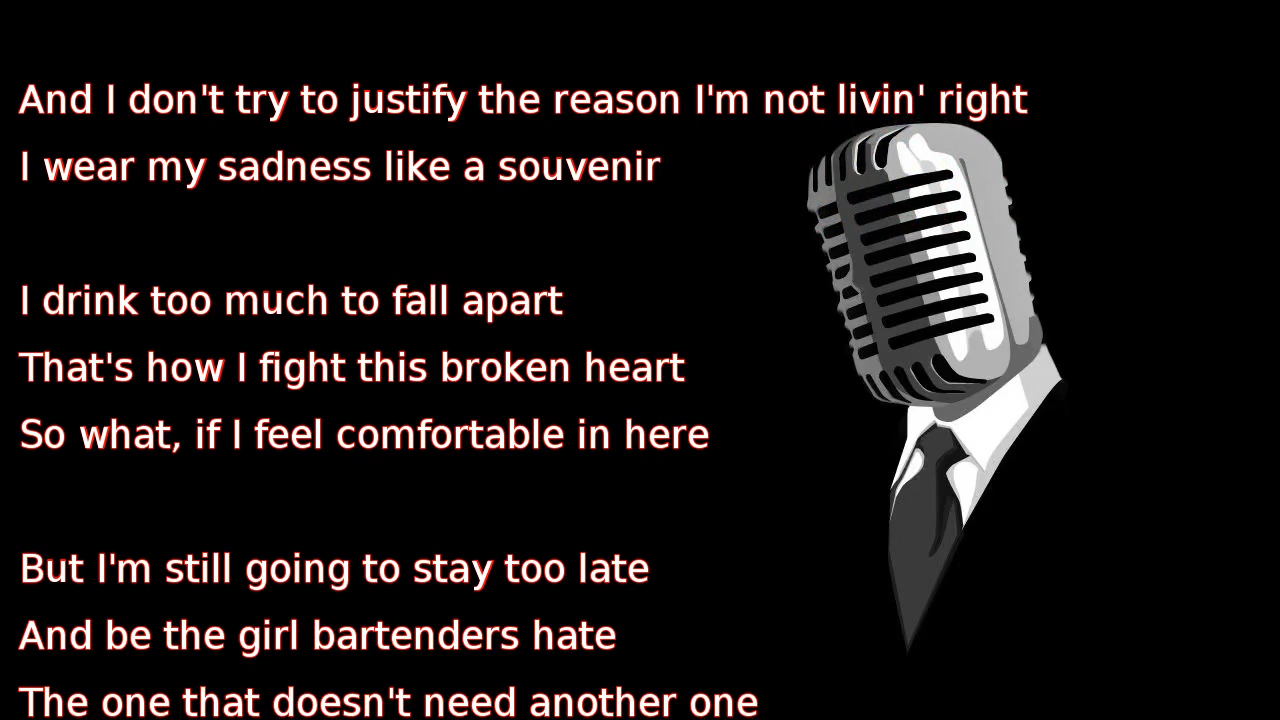 And I don't try to justify the reason I'm not livin' right
I wear my sadness like a souvenir
I drink too much to fall apart
That's how I fight this broken heart
So what, if I feel comfortable in here
But I'm still going to stay too late
And be the girl bartenders hate
The one that doesn't need another one